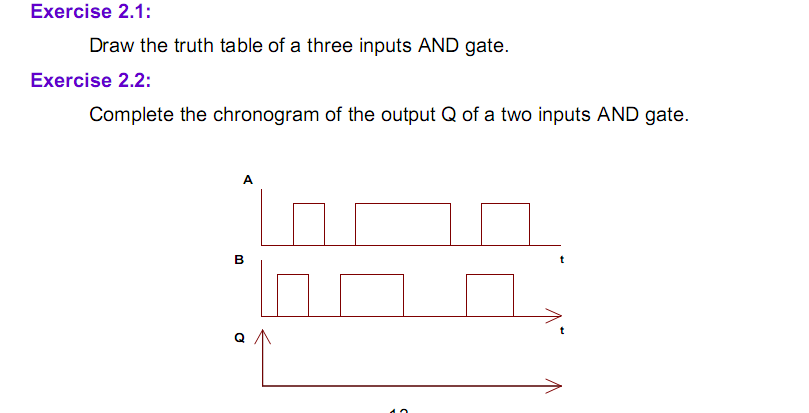 Exercise 2.1:
Draw the truth table of a three inputs AND gate.
Exercise 2.2:
Complete the chronogram of the output Q of a two inputs AND gate.
A
B
t
Q
t